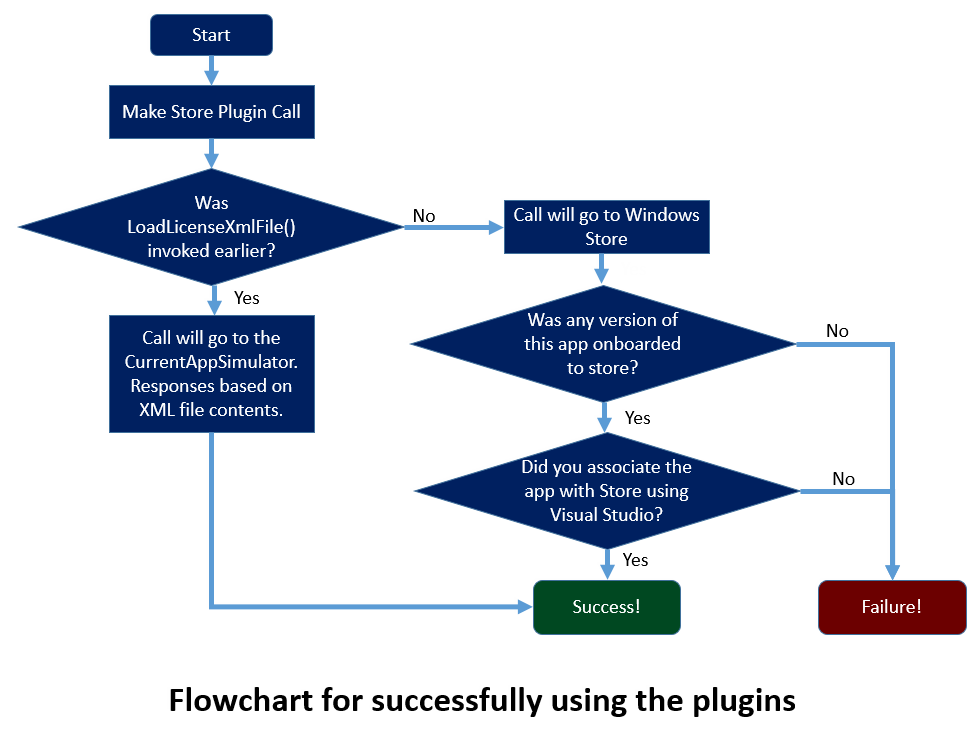 Start
Make Store Plugin Call
Was
LoadLicenseXmlFile()
invoked earlier?
No
Call will go to Windows
Store
Yes
Call will go to the
CurrentAppSimulator.
Responses based on
XML file contents.
Was any version of
this app onboarded
to store?
No
Yes
Did you associate the
app with Store using
Visual Studio?
No
Yes
Success!
Failure!
Flowchart for successfully using the plugins